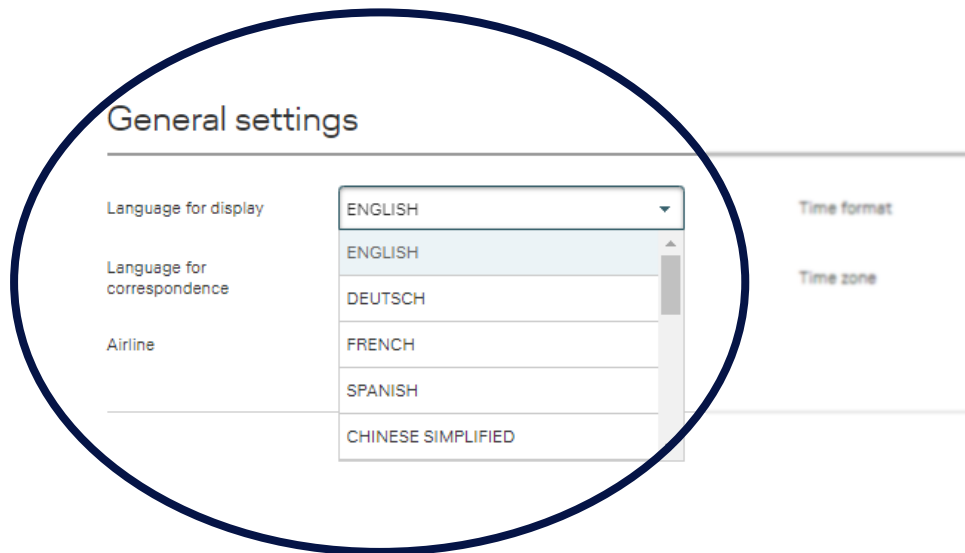 General settings
Language for display
ENGLISH
Time format
ENGLISH
Language for
correspondence
Time zone
DEUTSCH
Airline
FRENCH
SPANISH
CHINESE SIMPLIFIED